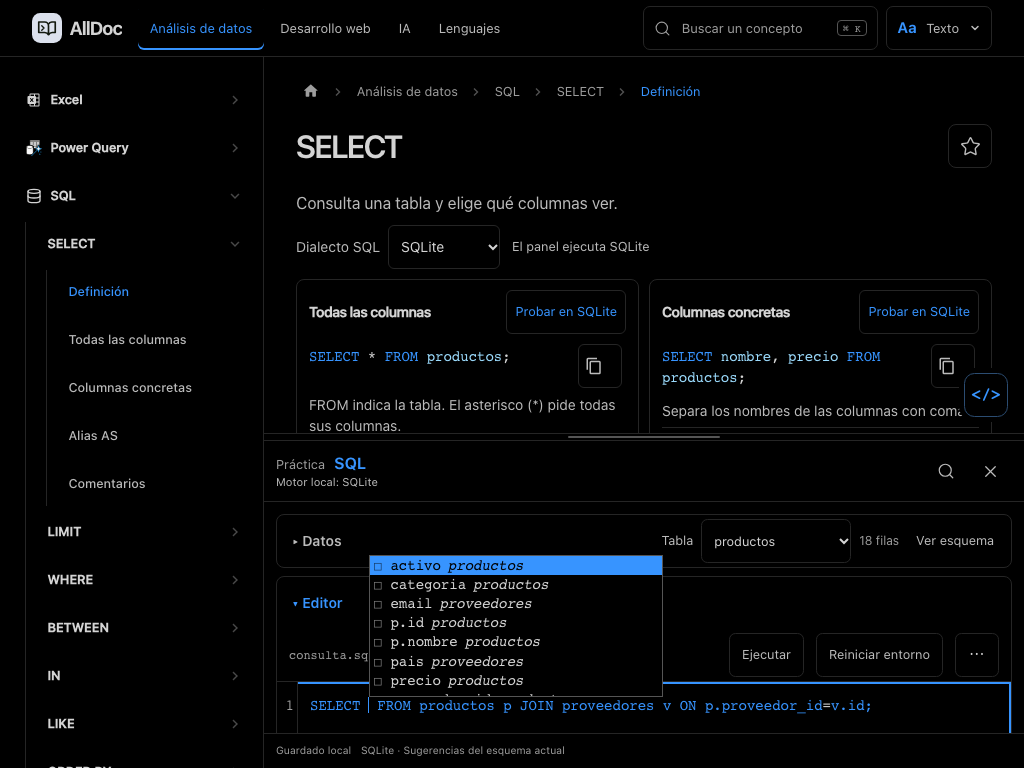 AllDoc
Análisis de datos
Desarrollo web
IA
Lenguajes
Buscar un concepto
⌘ K
Aa Texto
Excel
Power Query
SQL
SELECT
Definición
Todas las columnas
Columnas concretas
Alias AS
Comentarios
LIMIT
WHERE
BETWEEN
IN
LIKE
ORDER BY
Análisis de datos > SQL > SELECT > Definición
SELECT
Consulta una tabla y elige qué columnas ver.
Dialecto SQL SQLite El panel ejecuta SQLite
Todas las columnas
Probar en SQLite
SELECT * FROM productos;
FROM indica la tabla. El asterisco (*) pide todas
sus columnas.
Columnas concretas
Probar en SQLite
SELECT nombre, precio FROM
productos;
Separa los nombres de las columnas con coma
</>
Práctica SQL
Motor local: SQLite
Datos
Tabla productos 18 filas Ver esquema
Editor
activo productos
categoria productos
email proveedores
p.id productos
p.nombre productos
pais proveedores
precio productos
consulta.sq
Ejecutar
Reiniciar entorno
...
1 SELECT FROM productos p JOIN proveedores v ON p.proveedor_id=v.id;
Guardado local SQLite · Sugerencias del esquema actual